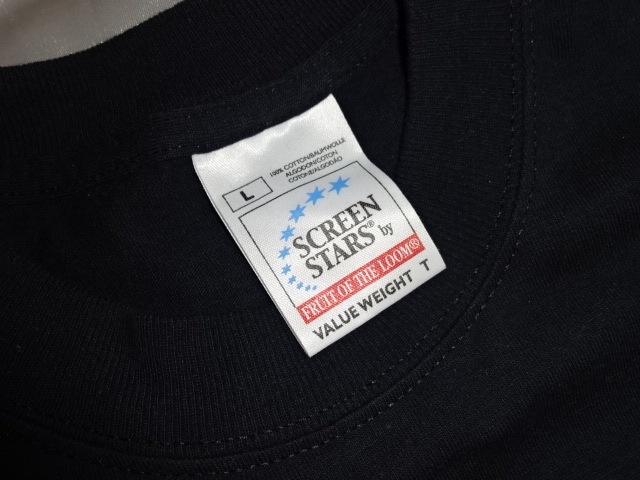 L
100% COTTON/BAUMWOLLE
ALGODON/COTON
COTONE/ALGODÃO
SCREEN
STARS® by
FRUIT OF THE LOOM®
VALUE WEIGHT T